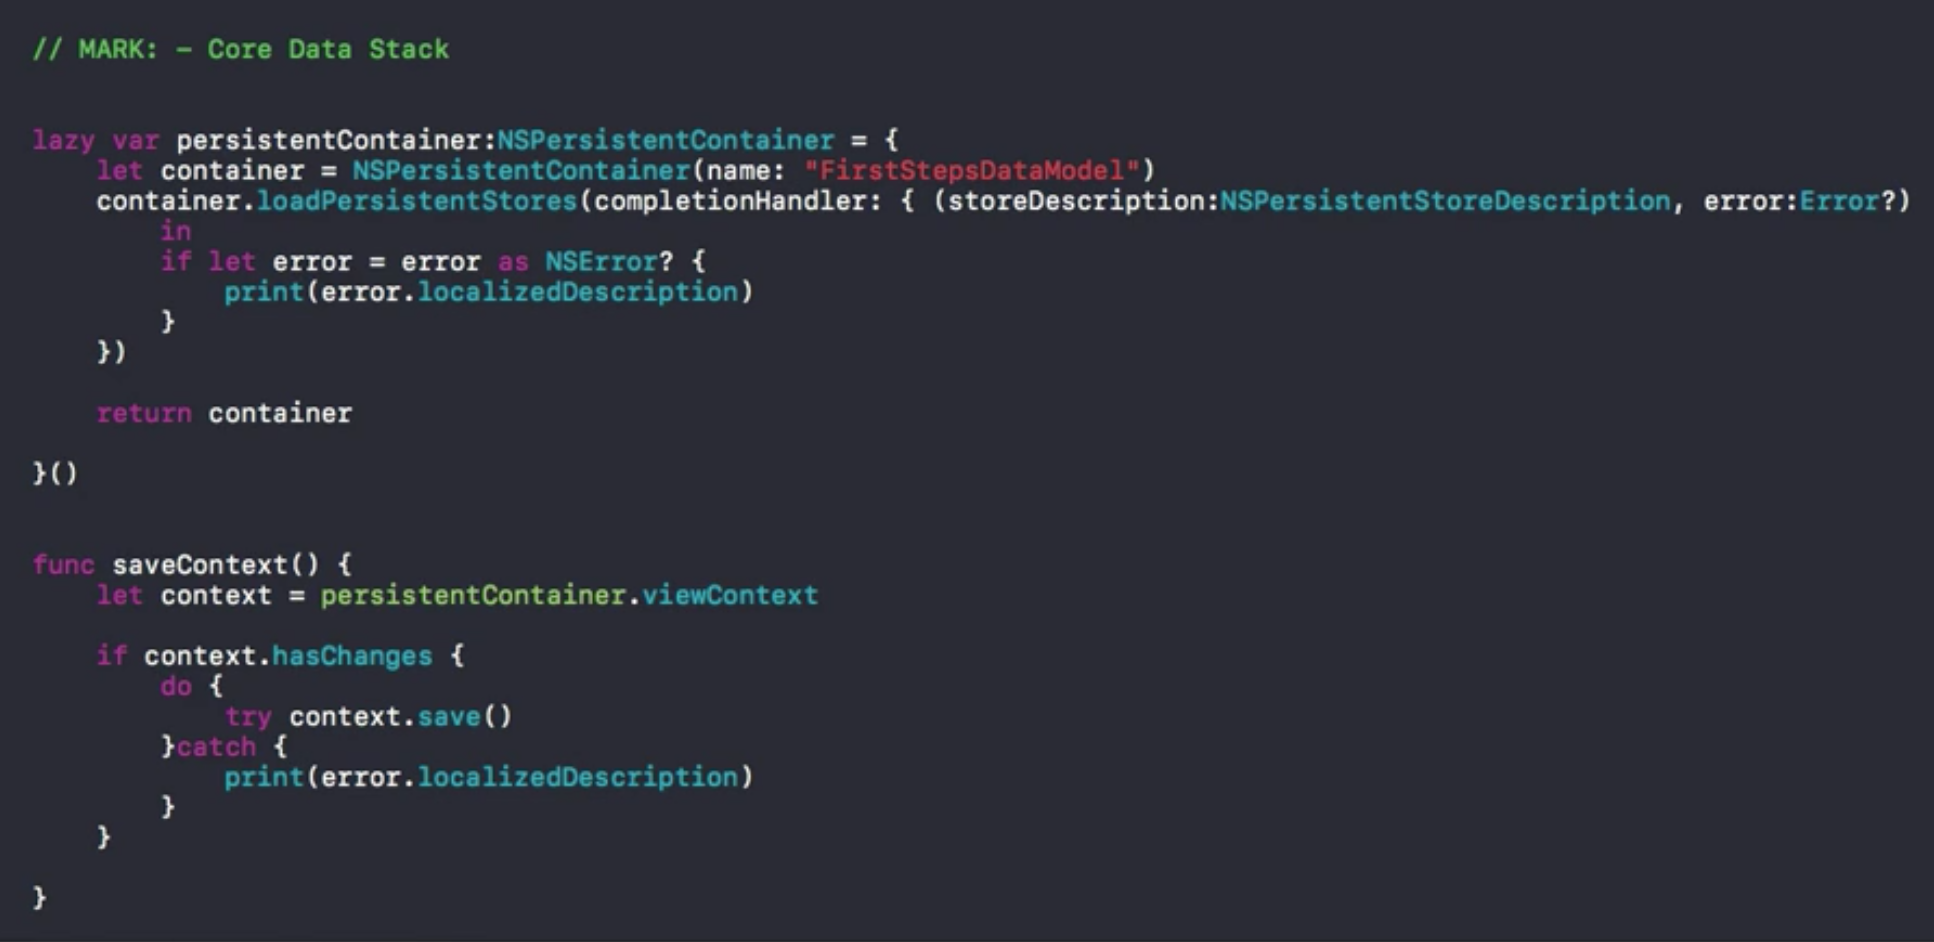 // MARK: – Core Data Stack
lazy var persistentContainer:NSPersistentContainer = {
    let container = NSPersistentContainer(name: "FirstStepsDataModel")
    container.loadPersistentStores(completionHandler: { (storeDescription:NSPersistentStoreDescription, error:Error?)
        in
        if let error = error as NSError? {
            print(error.localizedDescription)
        }
    })
    return container
}()
func saveContext() {
    let context = persistentContainer.viewContext
    if context.hasChanges {
        do {
            try context.save()
        }catch {
            print(error.localizedDescription)
        }
    }
}